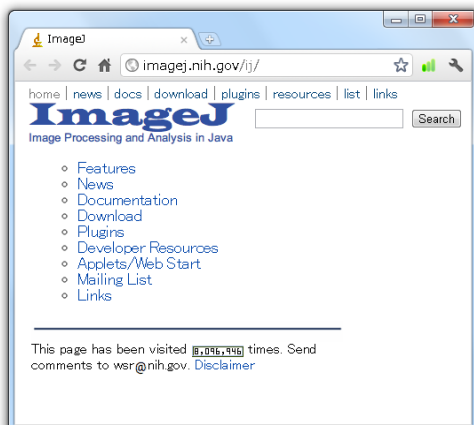 ImageJ
imagej.nih.gov/ij/
home | news | docs | download | plugins | resources | list | links
ImageJ
Search
Image Processing and Analysis in Java
Features
News
Documentation
Download
Plugins
Developer Resources
Applets/Web Start
Mailing List
Links
This page has been visited 8,096,946 times. Send
comments to wsr@nih.gov. Disclaimer